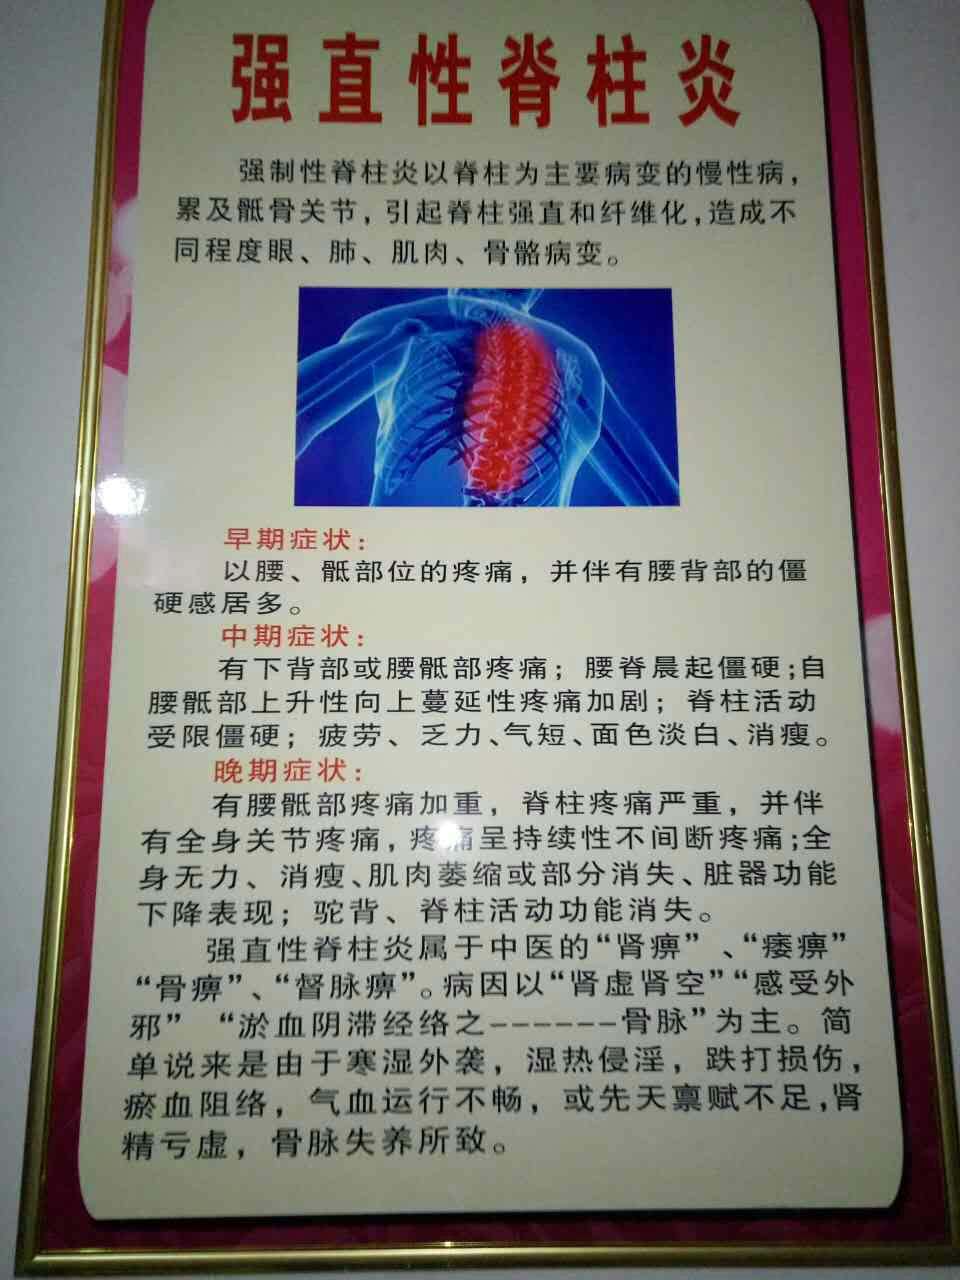 强直性脊柱炎
强制性脊柱炎以脊柱为主要病变的慢性病，
累及骶骨关节，引起脊柱强直和纤维化，造成不
同程度眼、肺、肌肉、骨骼病变。
早期症状：
以腰、骶部位的疼痛，并伴有腰背部的僵
硬感居多。
中期症状：
有下背部或腰骶部疼痛；腰脊晨起僵硬；自
腰骶部上升性向上蔓延性疼痛加剧；脊柱活动
受限僵硬；疲劳、乏力、气短、面色淡白、消瘦。
晚期症状：
有腰骶部疼痛加重，脊柱疼痛严重，并伴
有全身关节疼痛，疼痛呈持续性不间断疼痛；全
身无力、消瘦、肌肉萎缩或部分消失、脏器功能
下降表现；驼背、脊柱活动功能消失。
强直性脊柱炎属于中医的“肾痹”、“痿痹”
“骨痹”、“督脉痹”。病因以“肾虚肾空”“感受外
邪” “淤血阴滞经络之------骨脉”为主。简
单说来是由于寒湿外袭，湿热侵淫，跌打损伤，
瘀血阻络，气血运行不畅，或先天禀赋不足，肾
精亏虚，骨脉失养所致。